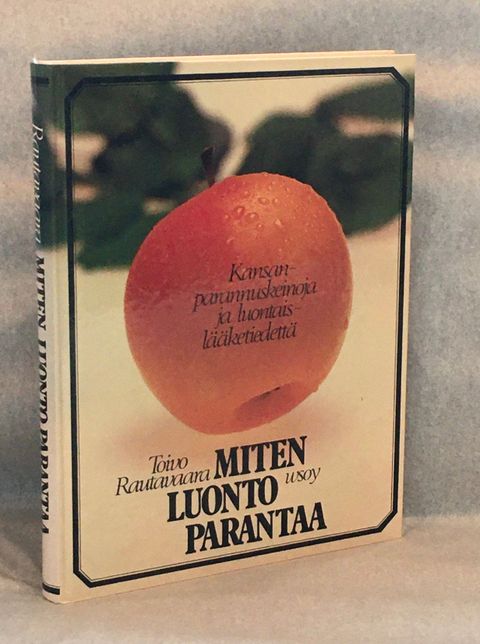 Rautavaara MITEN LUONTO PARANTAA
Kansan-
parannuskeinoja
ja luontais-
lääketiedettä
Toivo
Rautavaara MITEN
LUONTO wsoy
PARANTAA